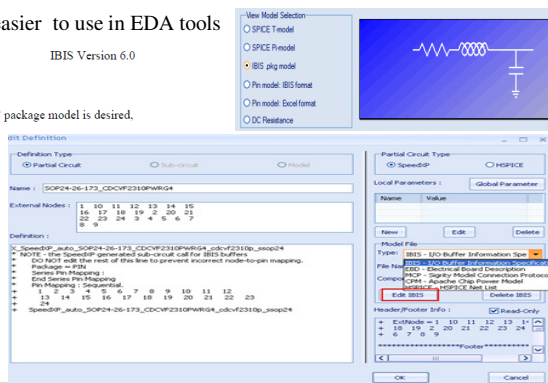 easier to use in EDA tools
IBIS Version 6.0
package model is desired,
View Model Selection
SPICE T-model
SPICE Pi-model
IBIS pkg model
Pin model: IBIS format
Pin model: Excel format
DC Resistance
dit Definition
Definition Type
Partial Circuit
Sub-circuit
Model
Name : SOP24-26-173_CDCVF2310PWRG4
External Nodes :
1 10 11 12 13 14 15
16 17 18 19 2 20 21
22 23 24 3 4 5 6 7
8 9
Definition :
X_SpeedXP_auto_SOP24-26-173_CDCVF2310PWRG4_cdcvf2310p_ssop24
* NOTE - the SpeedXP generated sub-circuit call for IBIS buffers
* DO NOT edit the rest of this line to prevent incorrect node-to-pin mapping.
* Package = PIN
* Series Pin Mapping :
* End Series Pin Mapping
* Pin Mapping : Sequential.
+ 1 2 3 4 5 6 7 8 9 10 11 12
+ 13 14 15 16 17 18 19 20 21 22 23
+ 24
+ SpeedXP_auto_SOP24-26-173_CDCVF2310PWRG4_cdcvf2310p_ssop24
Partial Circuit Type
SpeedXP
HSPICE
Local Parameters :
Global Parameter
Name Value
New
Edit
Delete
Model File
Type: IBIS - I/O Buffer Information Spe
IBIS - I/O Buffer Information Specificat
EBD - Electrical Board Description
MCP - Sigrity Model Connection Protoco
CPM - Apache Chip Power Model
HSPICE - HSPICE Net List
File Na
Compo
Edit IBIS
Delete IBIS
Header/Footer Info :
Read-Only
+ ExtNode = 1 10 11 12 13 1
+ 18 19 2 20 21 22 23 24
+ 6 7 8 9
Footer
OK
Cancel